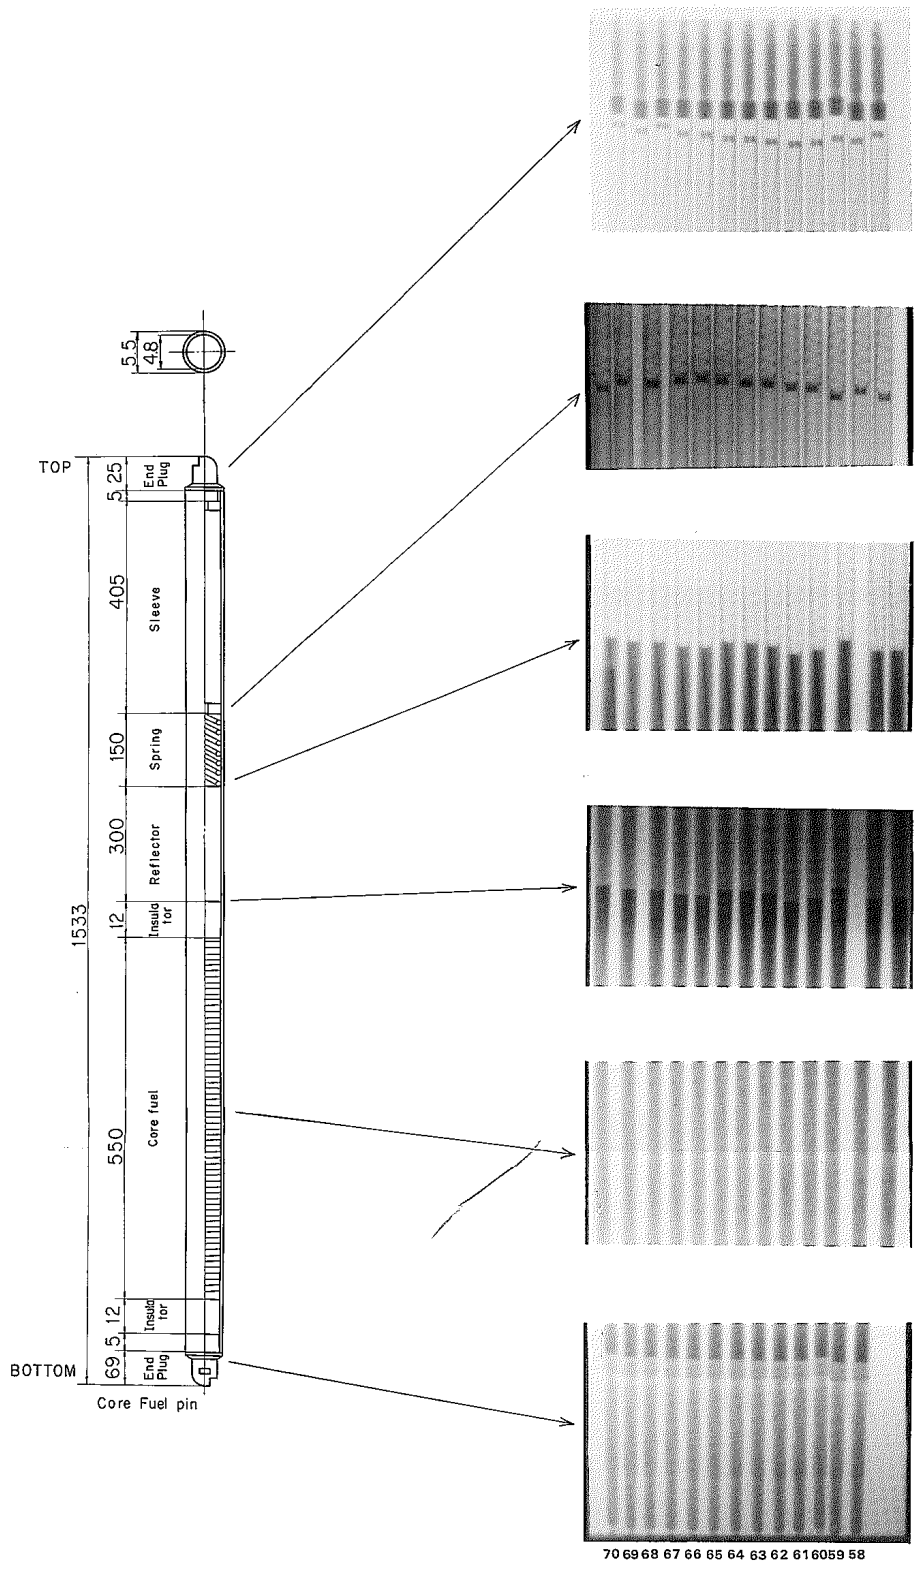 5.5
4.8
TOP
25
End
Plug
5
405
Sleeve
150
Spring
300
Reflector
1533
12
Insula
tor
550
Core fuel
12
Insula
tor
5
69
End
Plug
BOTTOM
Core Fuel pin
70 69 68 67 66 65 64 63 62 61 60 59 58